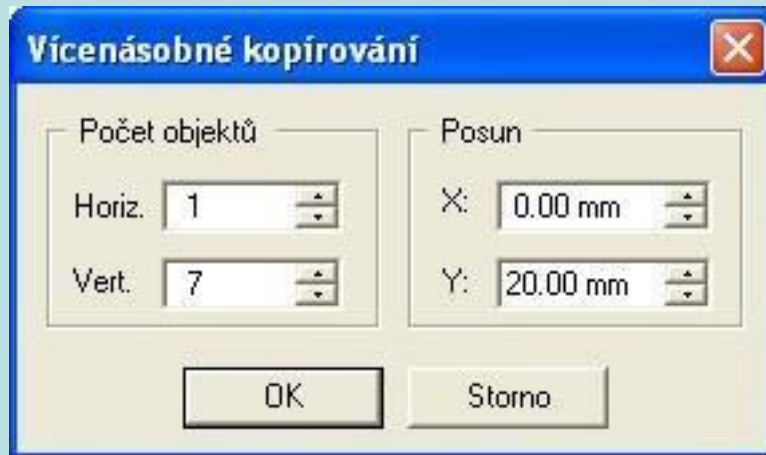 Vícenásobné kopírování
Počet objektů
Horiz. 1
Vert. 7
Posun
X: 0.00 mm
Y: 20.00 mm
OK
Storno